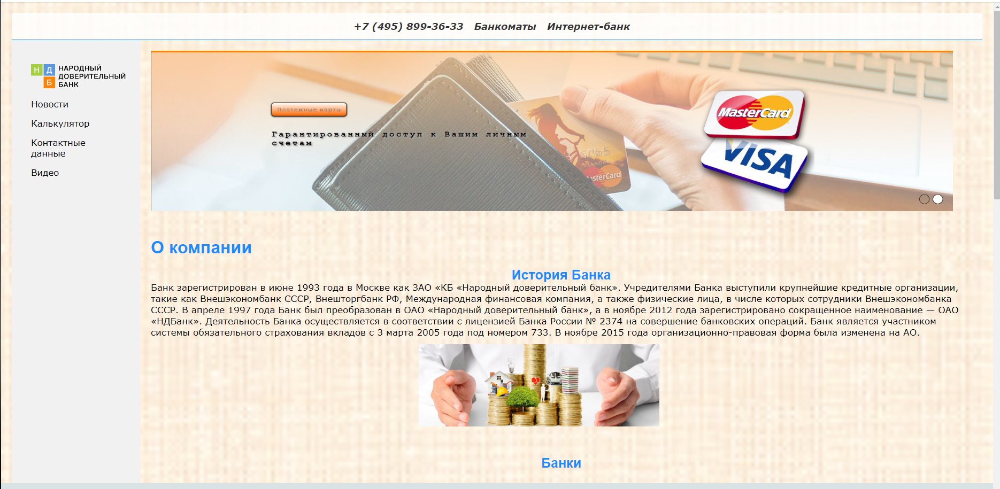 +7 (495) 899-36-33 Банкоматы Интернет-банк
Н Д Б
НАРОДНЫЙ
ДОВЕРИТЕЛЬНЫЙ
БАНК
Новости
Калькулятор
Контактные
данные
Видео
Платежные карты
Гарантированный доступ к Вашим личным
счетам
MasterCard
VISA
5065
STANDARD
MasterCard
О компании
История Банка
Банк зарегистрирован в июне 1993 года в Москве как ЗАО «КБ «Народный доверительный банк». Учредителями Банка выступили крупнейшие кредитные организации,
такие как Внешэкономбанк СССР, Внешторгбанк РФ, Международная финансовая компания, а также физические лица, в числе которых сотрудники Внешэкономбанка
СССР. В апреле 1997 года Банк был преобразован в ОАО «Народный доверительный банк», а в ноябре 2012 года зарегистрировано сокращенное наименование — ОАО
«НДБанк». Деятельность Банка осуществляется в соответствии с лицензией Банка России № 2374 на совершение банковских операций. Банк является участником
системы обязательного страхования вкладов с 3 марта 2005 года под номером 733. В ноябре 2015 года организационно-правовая форма была изменена на АО.
Банки